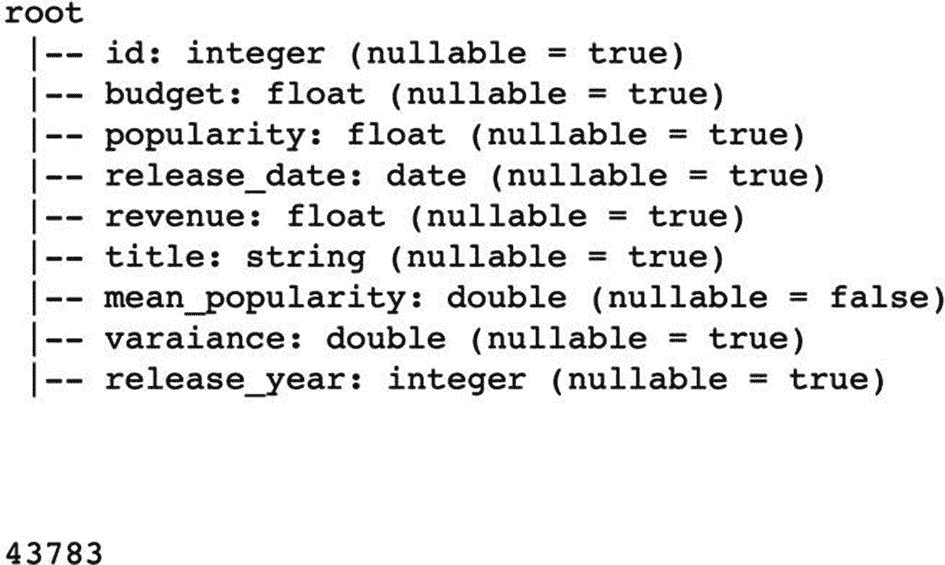 root
 |-- id: integer (nullable = true)
 |-- budget: float (nullable = true)
 |-- popularity: float (nullable = true)
 |-- release_date: date (nullable = true)
 |-- revenue: float (nullable = true)
 |-- title: string (nullable = true)
 |-- mean_popularity: double (nullable = false)
 |-- varaiance: double (nullable = true)
 |-- release_year: integer (nullable = true)
43783